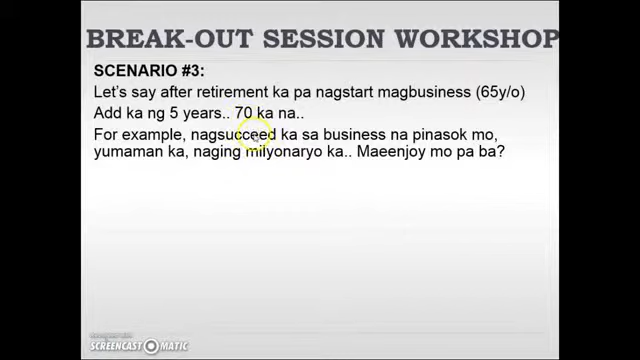 BREAK-OUT SESSION WORKSHOP
SCENARIO #3:
Let's say after retirement ka pa nagstart magbusiness (65y/o)
Add ka ng 5 years.. 70 ka na..
For example, nagsucceed ka sa business na pinasok mo,
yumaman ka, naging milyonaryo ka.. Maeenjoy mo pa ba?
SCREENCAST MATIC